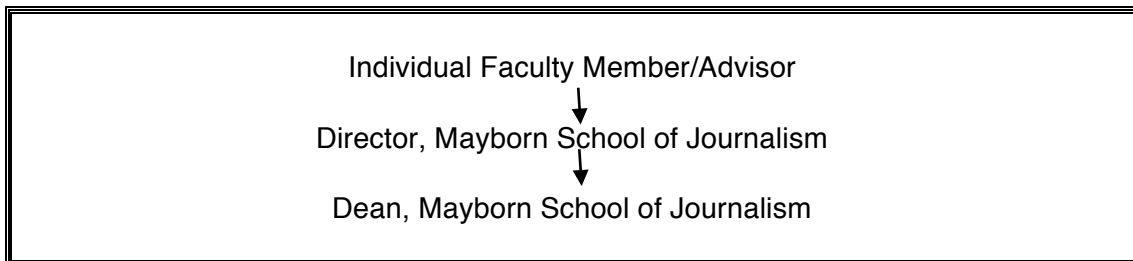 Individual Faculty Member/Advisor
Director, Mayborn School of Journalism
Dean, Mayborn School of Journalism